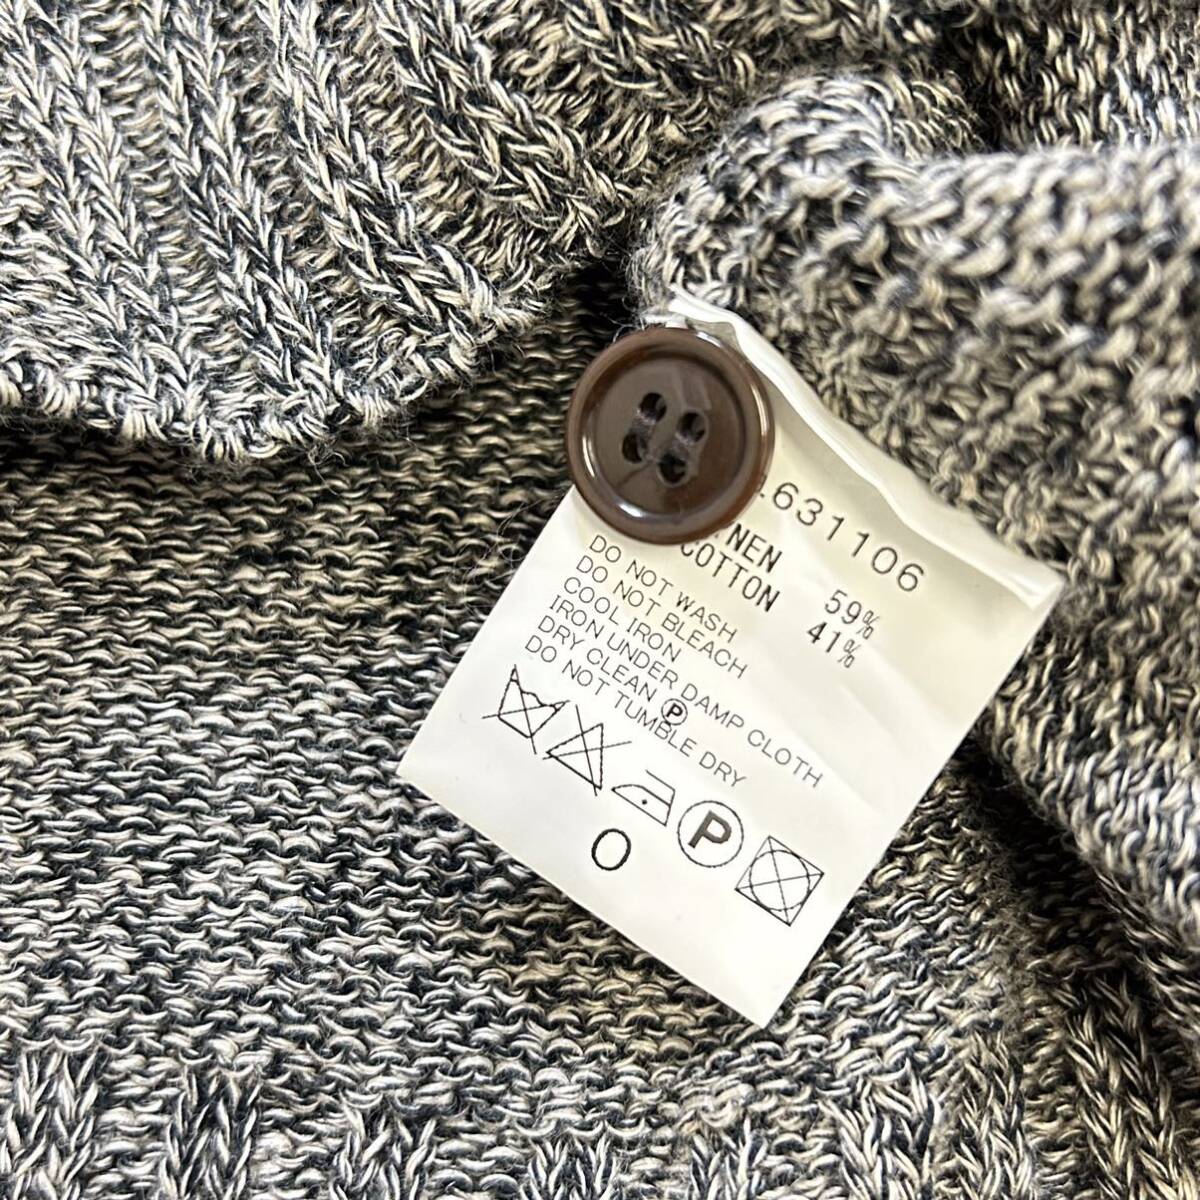 631106
NEN 59%
COTTON 41%
DO NOT WASH
DO NOT BLEACH
COOL IRON
IRON UNDER DAMP CLOTH
DRY CLEAN Ⓟ
DO NOT TUMBLE DRY
P
0